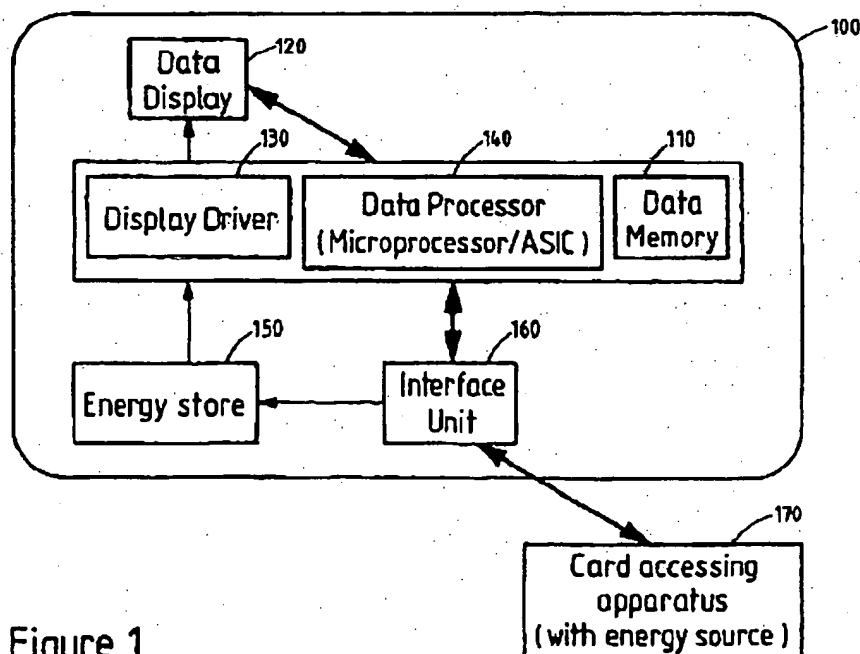 100
120
Data
Display
130
140
110
Display Driver
Data Processor
(Microprocessor/ASIC)
Data
Memory
150
160
Energy store
Interface
Unit
170
Card accessing
apparatus
(with energy source)
Figure 1